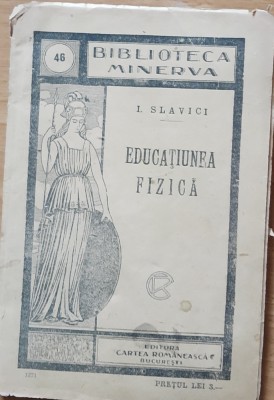 46
BIBLIOTECA
MINERVA
I. SLAVICI
EDUCAȚIUNEA
FIZICĂ
EDITURA
"CARTEA ROMÂNEASCĂ"
BUCUREȘTI
PREȚUL LEI 3.—